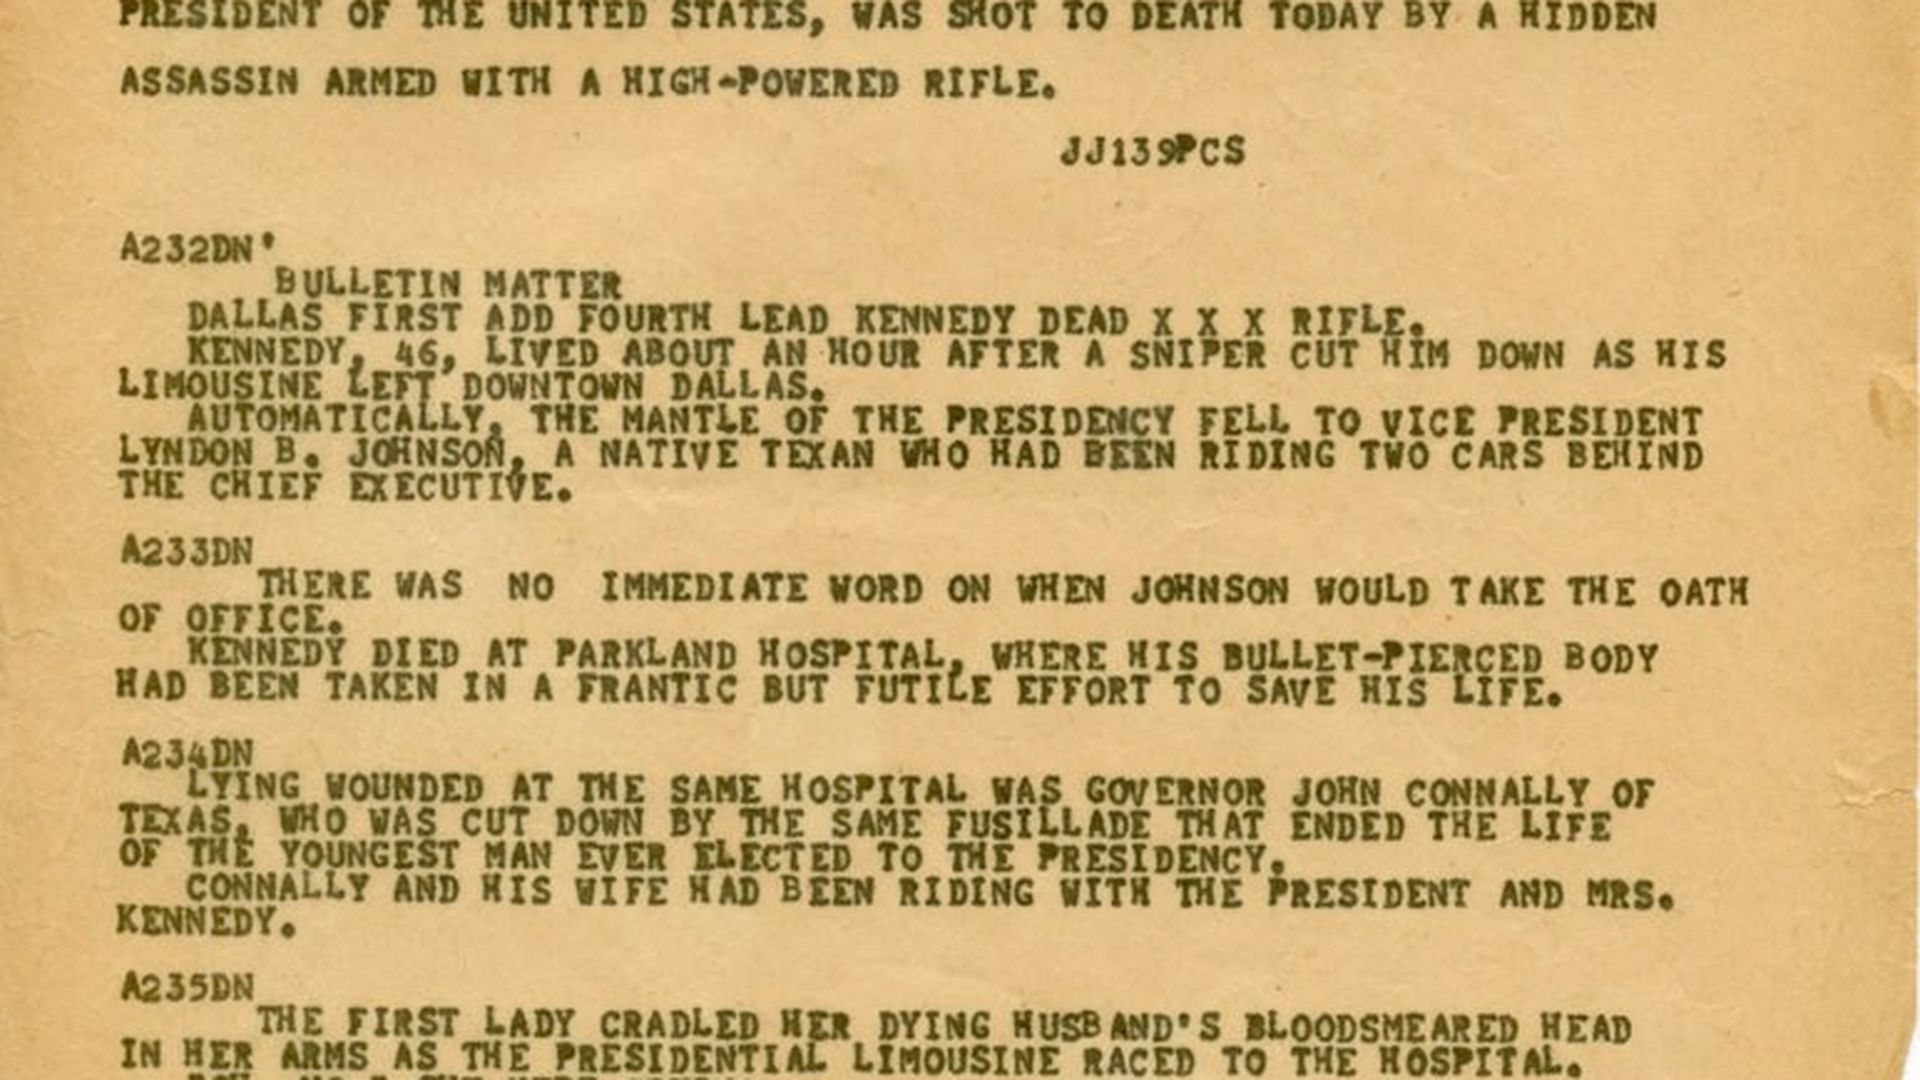 PRESIDENT OF THE UNITED STATES, WAS SHOT TO DEATH TODAY BY A HIDDEN
ASSASSIN ARMED WITH A HIGH-POWERED RIFLE.
JJ139PCS
A232DN'
BULLETIN MATTER
DALLAS FIRST ADD FOURTH LEAD KENNEDY DEAD X X X RIFLE.
KENNEDY, 46, LIVED ABOUT AN HOUR AFTER A SNIPER CUT HIM DOWN AS HIS
LIMOUSINE LEFT DOWNTOWN DALLAS.
AUTOMATICALLY, THE MANTLE OF THE PRESIDENCY FELL TO VICE PRESIDENT
LYNDON B. JOHNSON, A NATIVE TEXAN WHO HAD BEEN RIDING TWO CARS BEHIND
THE CHIEF EXECUTIVE.
A233DN
THERE WAS NO IMMEDIATE WORD ON WHEN JOHNSON WOULD TAKE THE OATH
OF OFFICE.
KENNEDY DIED AT PARKLAND HOSPITAL, WHERE HIS BULLET-PIERCED BODY
HAD BEEN TAKEN IN A FRANTIC BUT FUTILE EFFORT TO SAVE HIS LIFE.
A234DN
LYING WOUNDED AT THE SAME HOSPITAL WAS GOVERNOR JOHN CONNALLY OF
TEXAS, WHO WAS CUT DOWN BY THE SAME FUSILLADE THAT ENDED THE LIFE
OF THE YOUNGEST MAN EVER ELECTED TO THE PRESIDENCY.
CONNALLY AND HIS WIFE HAD BEEN RIDING WITH THE PRESIDENT AND MRS.
KENNEDY.
A235DN
THE FIRST LADY CRADLED HER DYING HUSBAND'S BLOODSMEARED HEAD
IN HER ARMS AS THE PRESIDENTIAL LIMOUSINE RACED TO THE HOSPITAL.